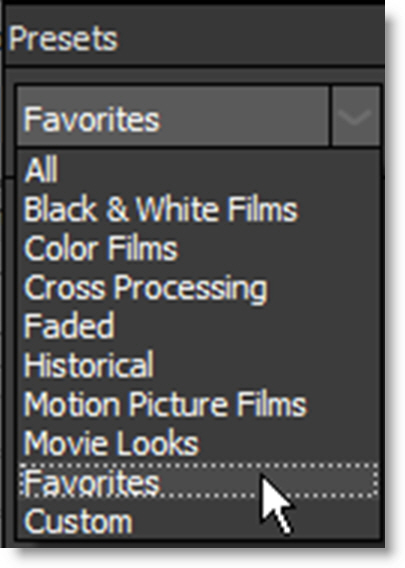 Presets
Favorites
All
Black & White Films
Color Films
Cross Processing
Faded
Historical
Motion Picture Films
Movie Looks
Favorites
Custom